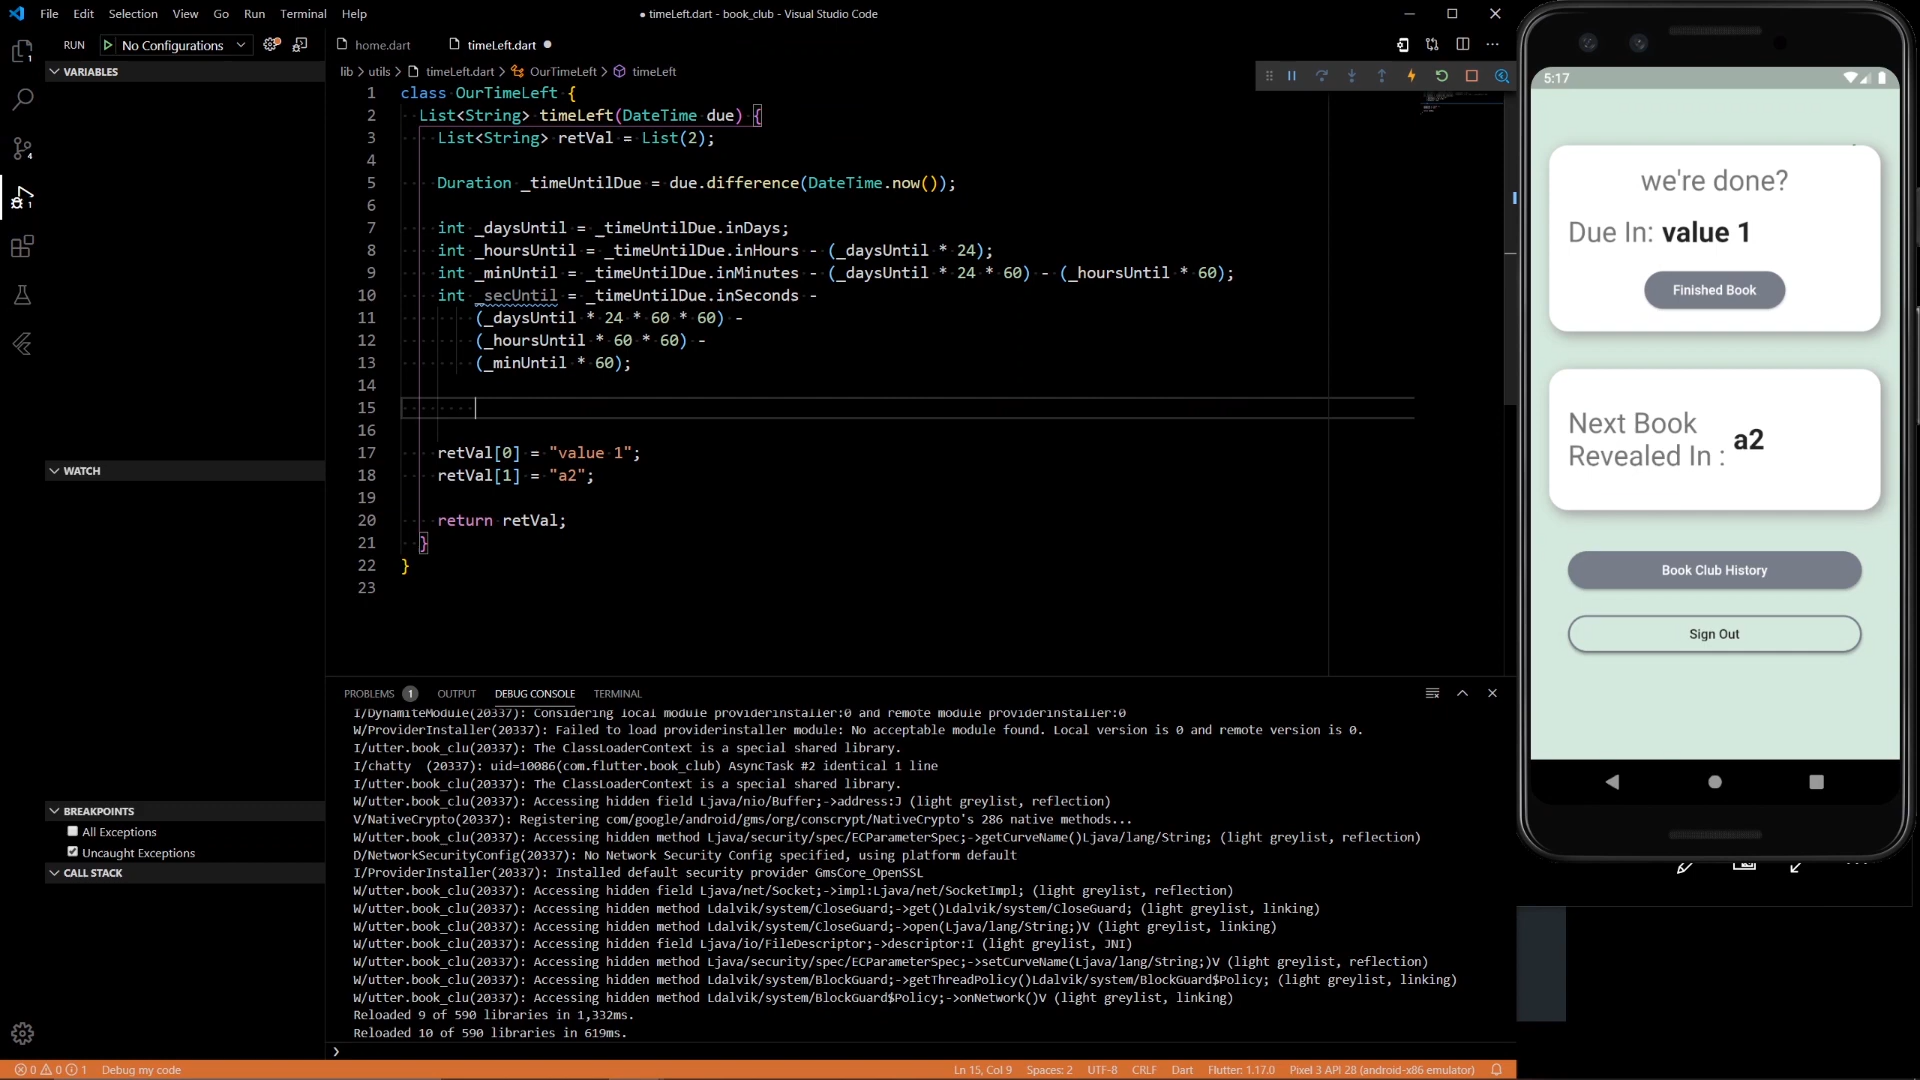 File Edit Selection View Go Run Terminal Help
● timeLeft.dart - book_club - Visual Studio Code
RUN No Configurations
home.dart timeLeft.dart
lib > utils > timeLeft.dart > OurTimeLeft > timeLeft
VARIABLES
WATCH
BREAKPOINTS
All Exceptions
Uncaught Exceptions
CALL STACK
1 class OurTimeLeft {
2 List<String> timeLeft(DateTime due) {
3 List<String> retVal = List(2);
4
5 Duration _timeUntilDue = due.difference(DateTime.now());
6
7 int _daysUntil = _timeUntilDue.inDays;
8 int _hoursUntil = _timeUntilDue.inHours - (_daysUntil * 24);
9 int _minUntil = _timeUntilDue.inMinutes - (_daysUntil * 24 * 60) - (_hoursUntil * 60);
10 int _secUntil = _timeUntilDue.inSeconds -
11 (_daysUntil * 24 * 60 * 60) -
12 (_hoursUntil * 60 * 60) -
13 (_minUntil * 60);
14
15
16
17 retVal[0] = "value 1";
18 retVal[1] = "a2";
19
20 return retVal;
21 }
22 }
23
PROBLEMS 1 OUTPUT DEBUG CONSOLE TERMINAL
I/DynamiteModule(20337): Considering local module providerinstaller:0 and remote module providerinstaller:0
W/ProviderInstaller(20337): Failed to load providerinstaller module: No acceptable module found. Local version is 0 and remote version is 0.
I/utter.book_clu(20337): The ClassLoaderContext is a special shared library.
I/chatty (20337): uid=10086(com.flutter.book_club) AsyncTask #2 identical 1 line
I/utter.book_clu(20337): The ClassLoaderContext is a special shared library.
W/utter.book_clu(20337): Accessing hidden field Ljava/nio/Buffer;->address:J (light greylist, reflection)
V/NativeCrypto(20337): Registering com/google/android/gms/org/conscrypt/NativeCrypto's 286 native methods...
W/utter.book_clu(20337): Accessing hidden method Ljava/security/spec/ECParameterSpec;->getCurveName()Ljava/lang/String; (light greylist, reflection)
D/NetworkSecurityConfig(20337): No Network Security Config specified, using platform default
I/ProviderInstaller(20337): Installed default security provider GmsCore_OpenSSL
W/utter.book_clu(20337): Accessing hidden field Ljava/net/Socket;->impl:Ljava/net/SocketImpl; (light greylist, reflection)
W/utter.book_clu(20337): Accessing hidden method Ldalvik/system/CloseGuard;->get()Ldalvik/system/CloseGuard; (light greylist, linking)
W/utter.book_clu(20337): Accessing hidden method Ldalvik/system/CloseGuard;->open(Ljava/lang/String;)V (light greylist, linking)
W/utter.book_clu(20337): Accessing hidden field Ljava/io/FileDescriptor;->descriptor:I (light greylist, JNI)
W/utter.book_clu(20337): Accessing hidden method Ljava/security/spec/ECParameterSpec;->setCurveName(Ljava/lang/String;)V (light greylist, reflection)
W/utter.book_clu(20337): Accessing hidden method Ldalvik/system/BlockGuard;->getThreadPolicy()Ldalvik/system/BlockGuard$Policy; (light greylist, linking)
W/utter.book_clu(20337): Accessing hidden method Ldalvik/system/BlockGuard$Policy;->onNetwork()V (light greylist, linking)
Reloaded 9 of 590 libraries in 1,332ms.
Reloaded 10 of 590 libraries in 619ms.
0 0 1 Debug my code
Ln 15, Col 9 Spaces: 2 UTF-8 CRLF Dart Flutter: 1.17.0 Pixel 3 API 28 (android-x86 emulator)
5:17
we're done?
Due In: value 1
Finished Book
Next Book
Revealed In : a2
Book Club History
Sign Out